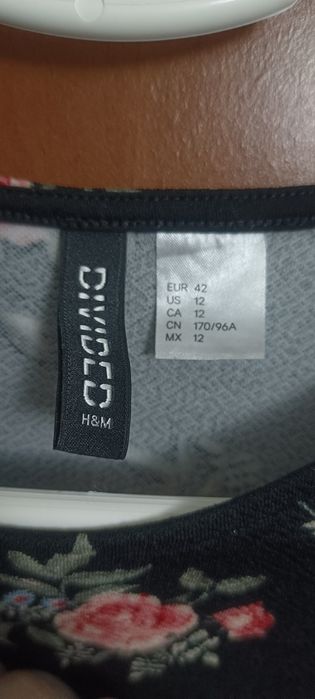 DIVIDED
H&M
EUR 42
US 12
CA 12
CN 170/96A
MX 12